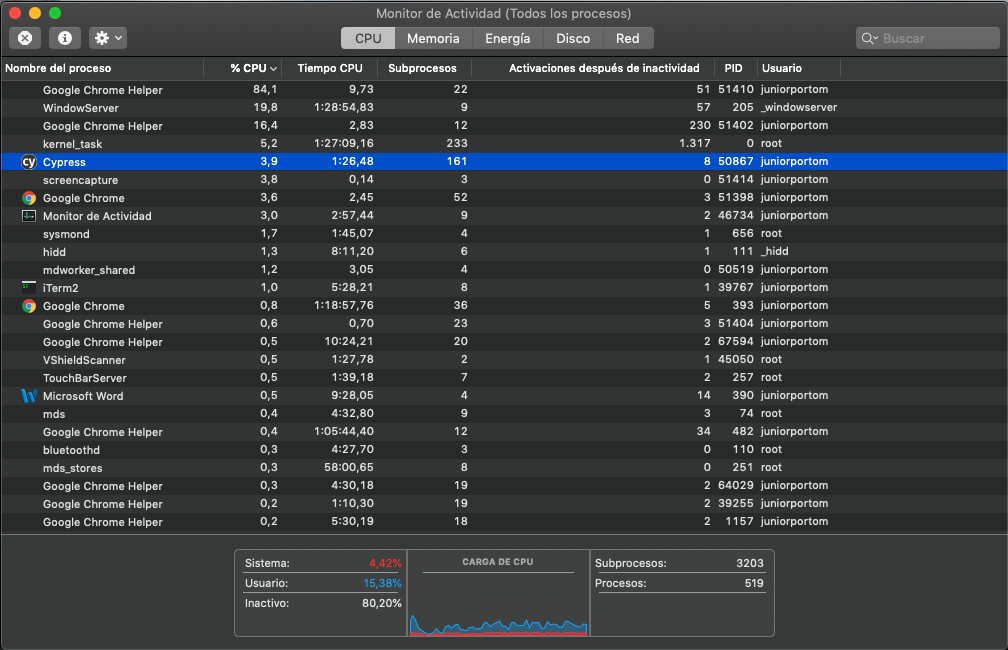 Monitor de Actividad (Todos los procesos)
CPU Memoria Energía Disco Red Buscar
Nombre del proceso % CPU Tiempo CPU Subprocesos Activaciones después de inactividad PID Usuario
Google Chrome Helper 84,1 9,73 22 51 51410 juniorportom
WindowServer 19,8 1:28:54,83 9 57 205 _windowserver
Google Chrome Helper 16,4 2,83 12 230 51402 juniorportom
kernel_task 5,2 1:27:09,16 233 1.317 0 root
cy Cypress 3,9 1:26,48 161 8 50867 juniorportom
screencapture 3,8 0,14 3 0 51414 juniorportom
Google Chrome 3,6 2,45 52 3 51398 juniorportom
Monitor de Actividad 3,0 2:57,44 9 2 46734 juniorportom
sysmond 1,7 1:45,07 4 1 656 root
hidd 1,3 8:11,20 6 1 111 _hidd
mdworker_shared 1,2 3,05 4 0 50519 juniorportom
iTerm2 1,0 5:28,21 8 1 39767 juniorportom
Google Chrome 0,8 1:18:57,76 36 5 393 juniorportom
Google Chrome Helper 0,6 0,70 23 3 51404 juniorportom
Google Chrome Helper 0,5 10:24,21 20 2 67594 juniorportom
VShieldScanner 0,5 1:27,78 2 1 45050 root
TouchBarServer 0,5 1:39,18 7 2 257 root
Microsoft Word 0,5 9:28,05 4 14 390 juniorportom
mds 0,4 4:32,80 9 3 74 root
Google Chrome Helper 0,4 1:05:44,40 12 34 482 juniorportom
bluetoothd 0,3 4:27,70 3 0 110 root
mds_stores 0,3 58:00,65 8 0 251 root
Google Chrome Helper 0,3 4:30,18 19 2 64029 juniorportom
Google Chrome Helper 0,2 1:10,30 19 2 39255 juniorportom
Google Chrome Helper 0,2 5:30,19 18 2 1157 juniorportom
Sistema: 4,42% CARGA DE CPU Subprocesos: 3203
Usuario: 15,38% Procesos: 519
Inactivo: 80,20%